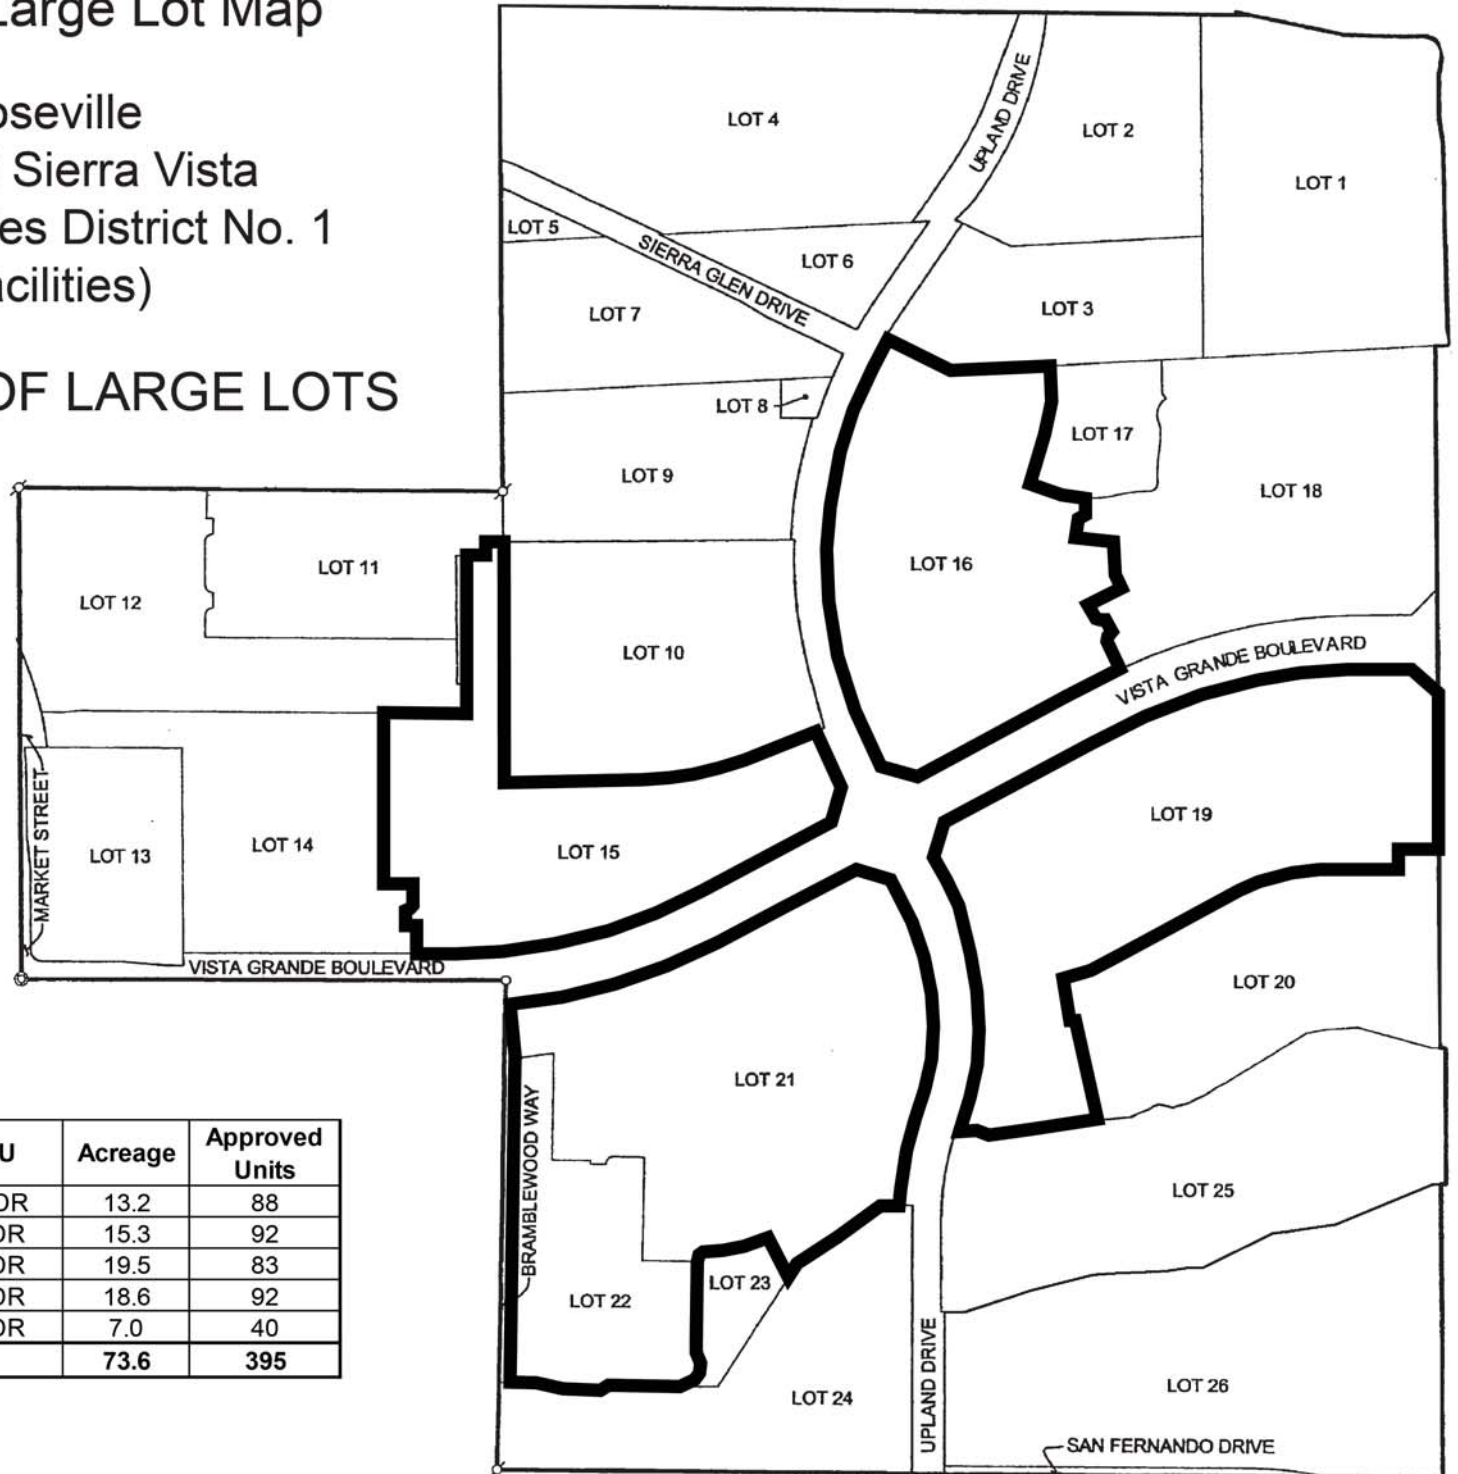 Large Lot Map
oseville
Sierra Vista
es District No. 1
acilities)
OF LARGE LOTS
LOT 4
UPLAND DRIVE
LOT 2
LOT 1
LOT 5
SIERRA GLEN DRIVE
LOT 6
LOT 3
LOT 7
LOT 8
LOT 17
LOT 9
LOT 18
LOT 11
LOT 16
LOT 12
LOT 10
VISTA GRANDE BOULEVARD
MARKET STREET
LOT 13
LOT 14
LOT 15
LOT 19
VISTA GRANDE BOULEVARD
LOT 20
LOT 21
BRAMBLEWOOD WAY
LOT 25
LOT 22
LOT 23
UPLAND DRIVE
LOT 24
LOT 26
SAN FERNANDO DRIVE
U Acreage Approved Units
DR 13.2 88
DR 15.3 92
DR 19.5 83
DR 18.6 92
DR 7.0 40
73.6 395